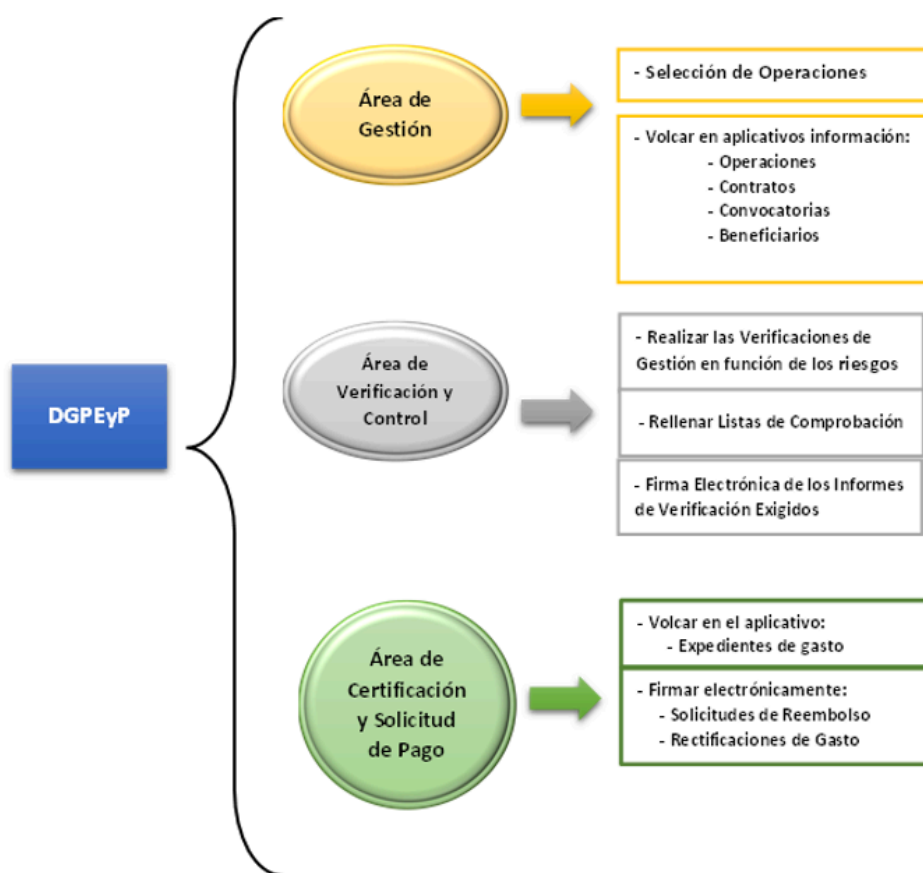 DGPEyP
Área de
Gestión
- Selección de Operaciones
- Volcar en aplicativos información:
- Operaciones
- Contratos
- Convocatorias
- Beneficiarios
Área de
Verificación y
Control
- Realizar las Verificaciones de
Gestión en función de los riesgos
- Rellenar Listas de Comprobación
- Firma Electrónica de los Informes
de Verificación Exigidos
Área de
Certificación
y Solicitud
de Pago
- Volcar en el aplicativo:
- Expedientes de gasto
- Firmar electrónicamente:
- Solicitudes de Reembolso
- Rectificaciones de Gasto